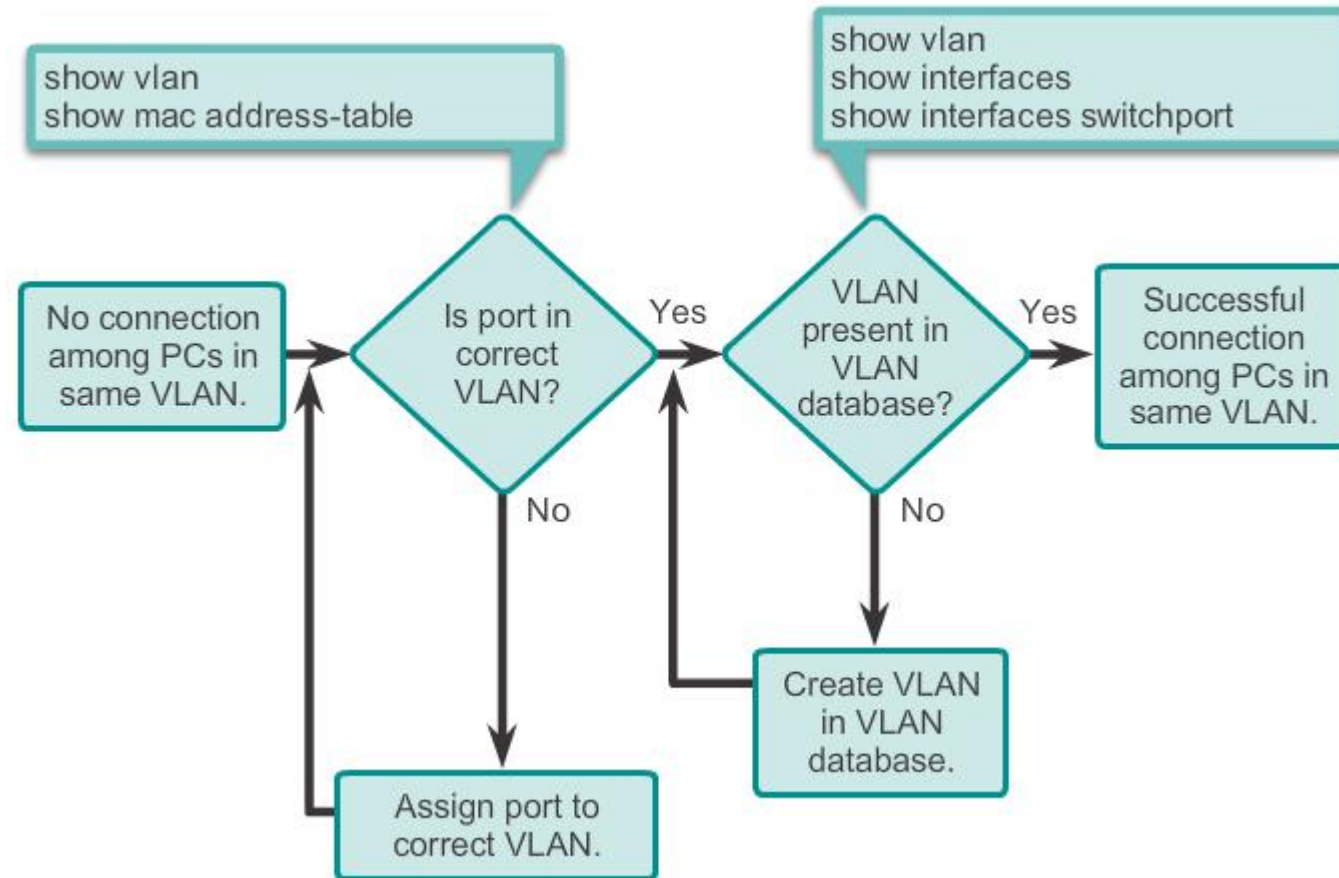 show vlan
show mac address-table
show vlan
show interfaces
show interfaces switchport
No connection
among PCs in
same VLAN.
Is port in
correct
VLAN?
Yes
VLAN
present in
VLAN
database?
Yes
Successful
connection
among PCs in
same VLAN.
No
No
Create VLAN
in VLAN
database.
Assign port to
correct VLAN.